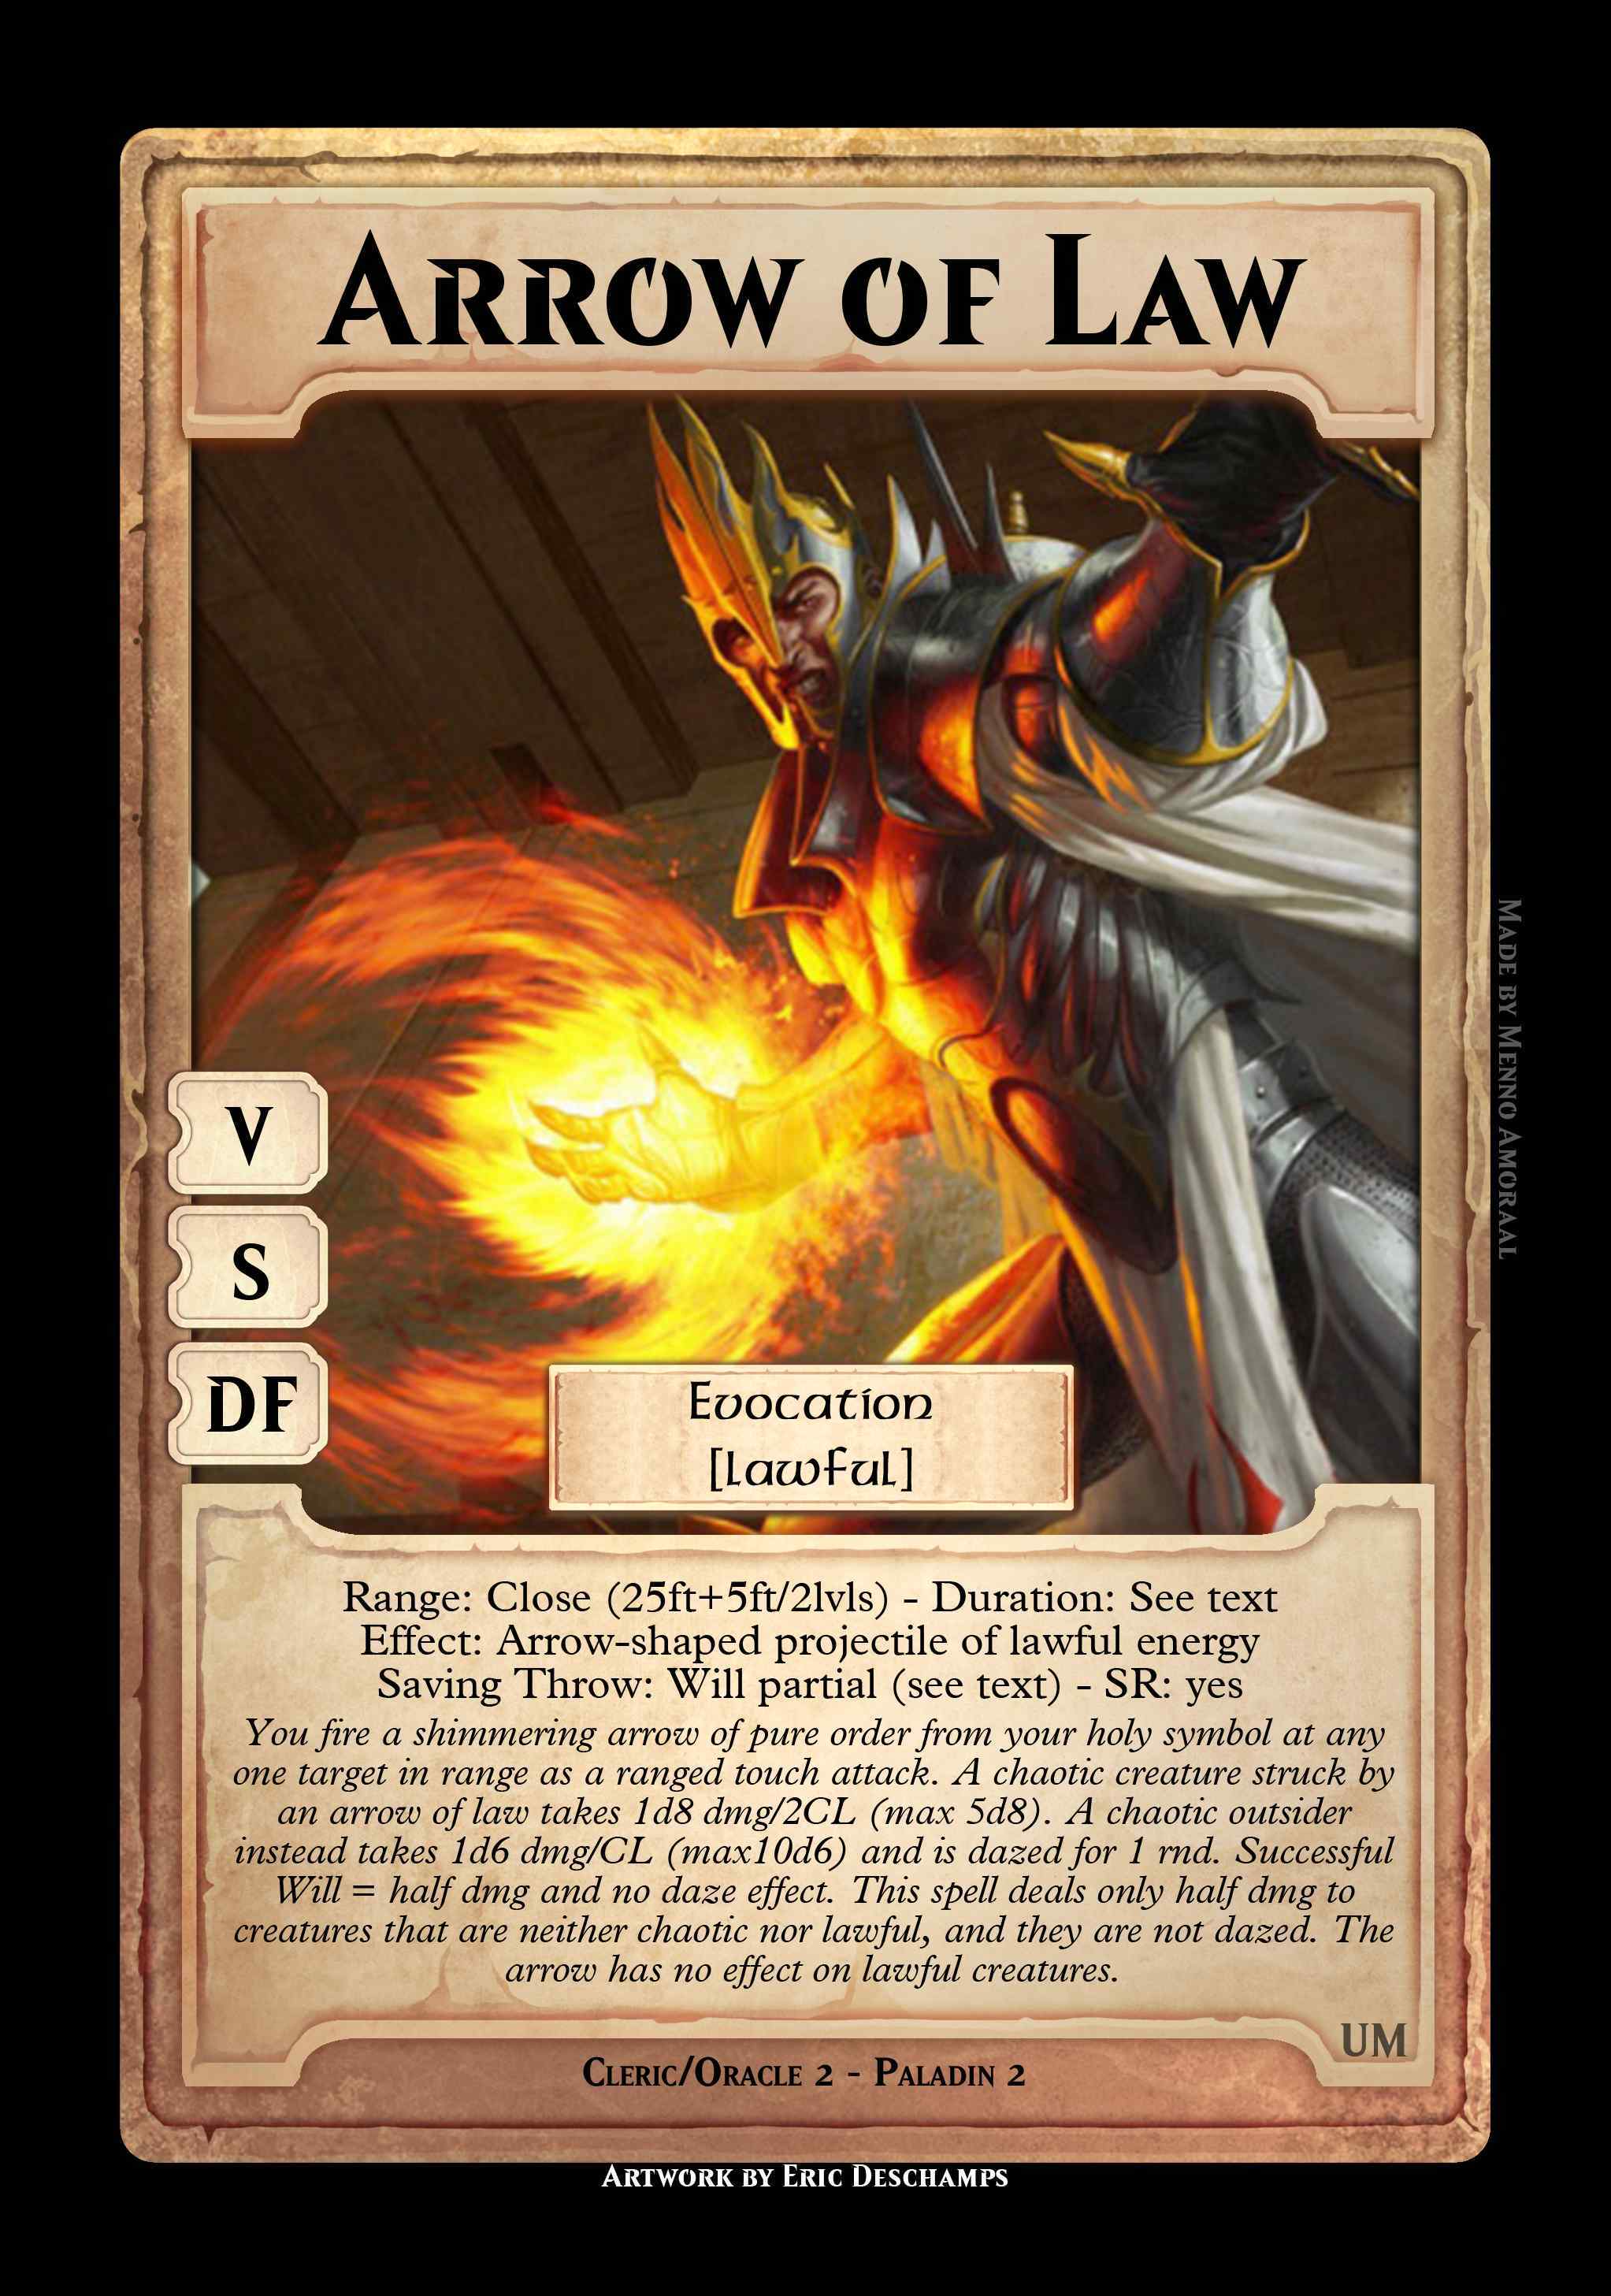 Arrow of Law
V
S
DF
Evocation
[Lawful]
Range: Close (25ft+5ft/2lvls) - Duration: See text
Effect: Arrow-shaped projectile of lawful energy
Saving Throw: Will partial (see text) - SR: yes
You fire a shimmering arrow of pure order from your holy symbol at any
one target in range as a ranged touch attack. A chaotic creature struck by
an arrow of law takes 1d8 dmg/2CL (max 5d8). A chaotic outsider
instead takes 1d6 dmg/CL (max10d6) and is dazed for 1 rnd. Successful
Will = half dmg and no daze effect. This spell deals only half dmg to
creatures that are neither chaotic nor lawful, and they are not dazed. The
arrow has no effect on lawful creatures.
UM
Cleric/Oracle 2 - Paladin 2
Artwork by Eric Deschamps
Made by Menno Amoraal